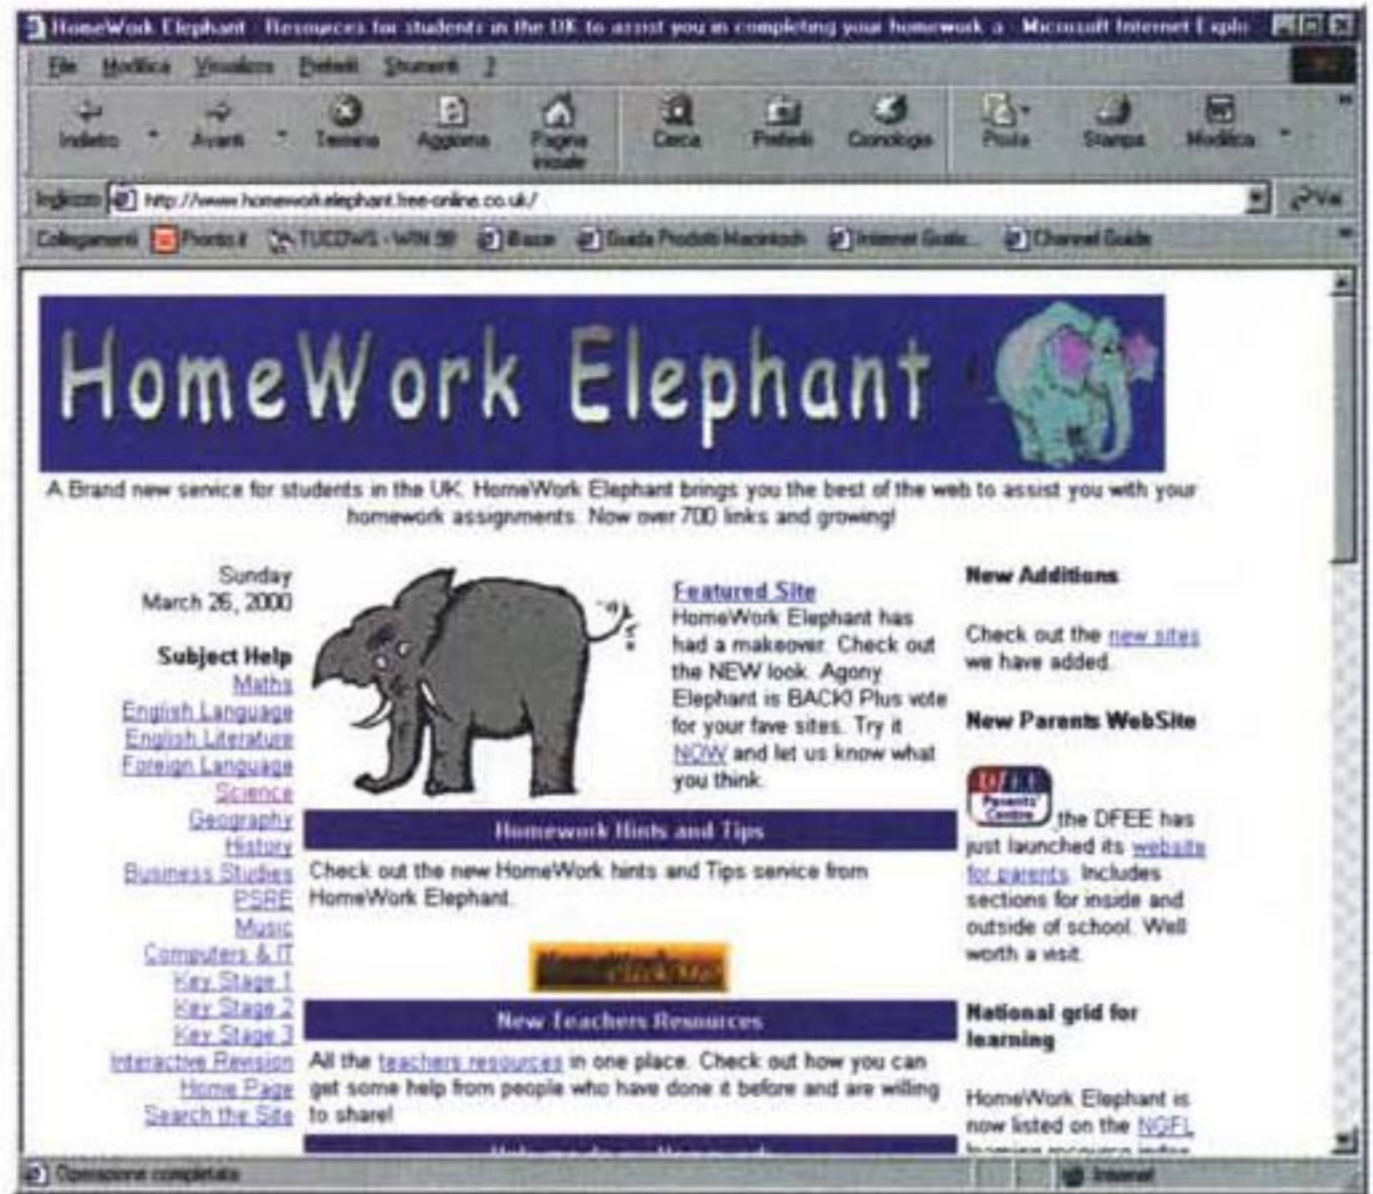 HomeWork Elephant - Resources for students in the UK to assist you in completing your homework a - Microsoft Internet Explo
File Modifica Visualizza Preferiti Strumenti ?
Indietro Avanti Termina Aggiorna Pagina iniziale Cerca Preferiti Cronologia Posta Stampa Modifica
Indirizzo http://www.homeworkelephant.free-online.co.uk/ Vai
Collegamenti Pronto.it TUCOWS - WIN 98 iBazar Guida Prodotti Macintosh Internet Gratis... Channel Guide
HomeWork Elephant
A Brand new service for students in the UK. HomeWork Elephant brings you the best of the web to assist you with your
homework assignments. Now over 700 links and growing!
Sunday
March 26, 2000
Subject Help
Maths
English Language
English Literature
Foreign Language
Science
Geography
History
Business Studies
PSRE
Music
Computers & IT
Key Stage 1
Key Stage 2
Key Stage 3
Interactive Revision
Home Page
Search the Site
Featured Site
HomeWork Elephant has
had a makeover. Check out
the NEW look. Agony
Elephant is BACK! Plus vote
for your fave sites. Try it
NOW and let us know what
you think.
Homework Hints and Tips
Check out the new HomeWork hints and Tips service from
HomeWork Elephant.
New Teachers Resources
All the teachers resources in one place. Check out how you can
get some help from people who have done it before and are willing
to share!
New Additions
Check out the new sites
we have added.
New Parents WebSite
Parents'
Centre
the DFEE has
just launched its website
for parents. Includes
sections for inside and
outside of school. Well
worth a visit.
National grid for
learning
HomeWork Elephant is
now listed on the NGFL
learning resource index
Operazione completata
Internet